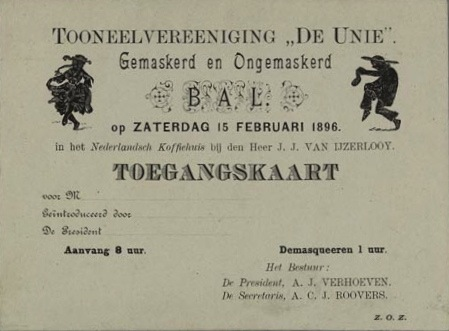 TOONEELVEREENIGING „DE UNIE".
Gemaskerd en Ongemaskerd
BAL.
op ZATERDAG 15 FEBRUARI 1896.
in het Nederlandsch Koffiehuis bij den Heer J. J. VAN IJZERLOOY.
TOEGANGSKAART
voor M
Geïntroduceerd door
De President
Aanvang 8 uur. Demasqueeren 1 uur.
Het Bestuur:
De President, A. J. VERHOEVEN.
De Secretaris, A. C. J. ROOVERS.
Z. O. Z.